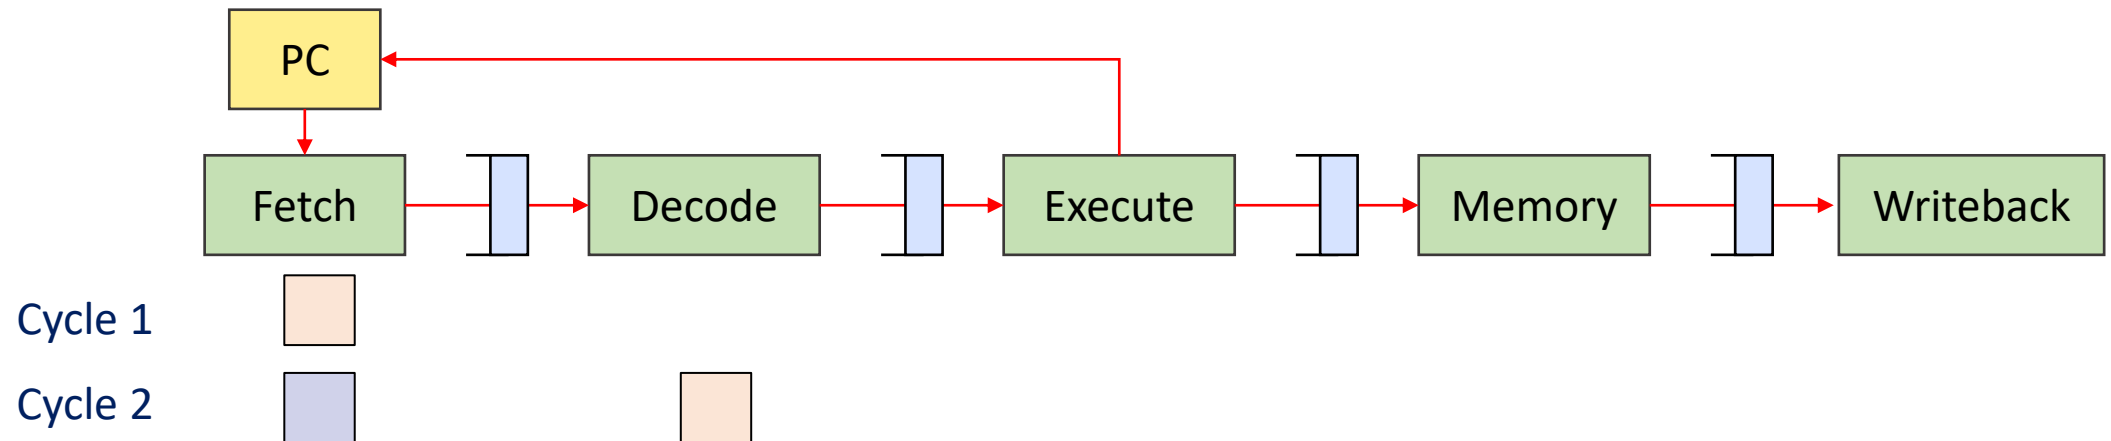 PC
Fetch
Decode
Execute
Memory
Writeback
Cycle 1
Cycle 2